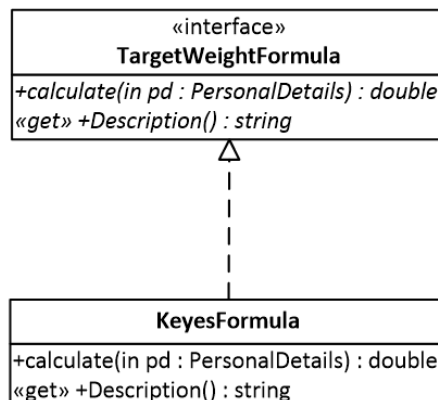 «interface»
TargetWeightFormula
+calculate(in pd : PersonalDetails) : double
«get» +Description() : string
KeyesFormula
+calculate(in pd : PersonalDetails) : double
«get» +Description() : string